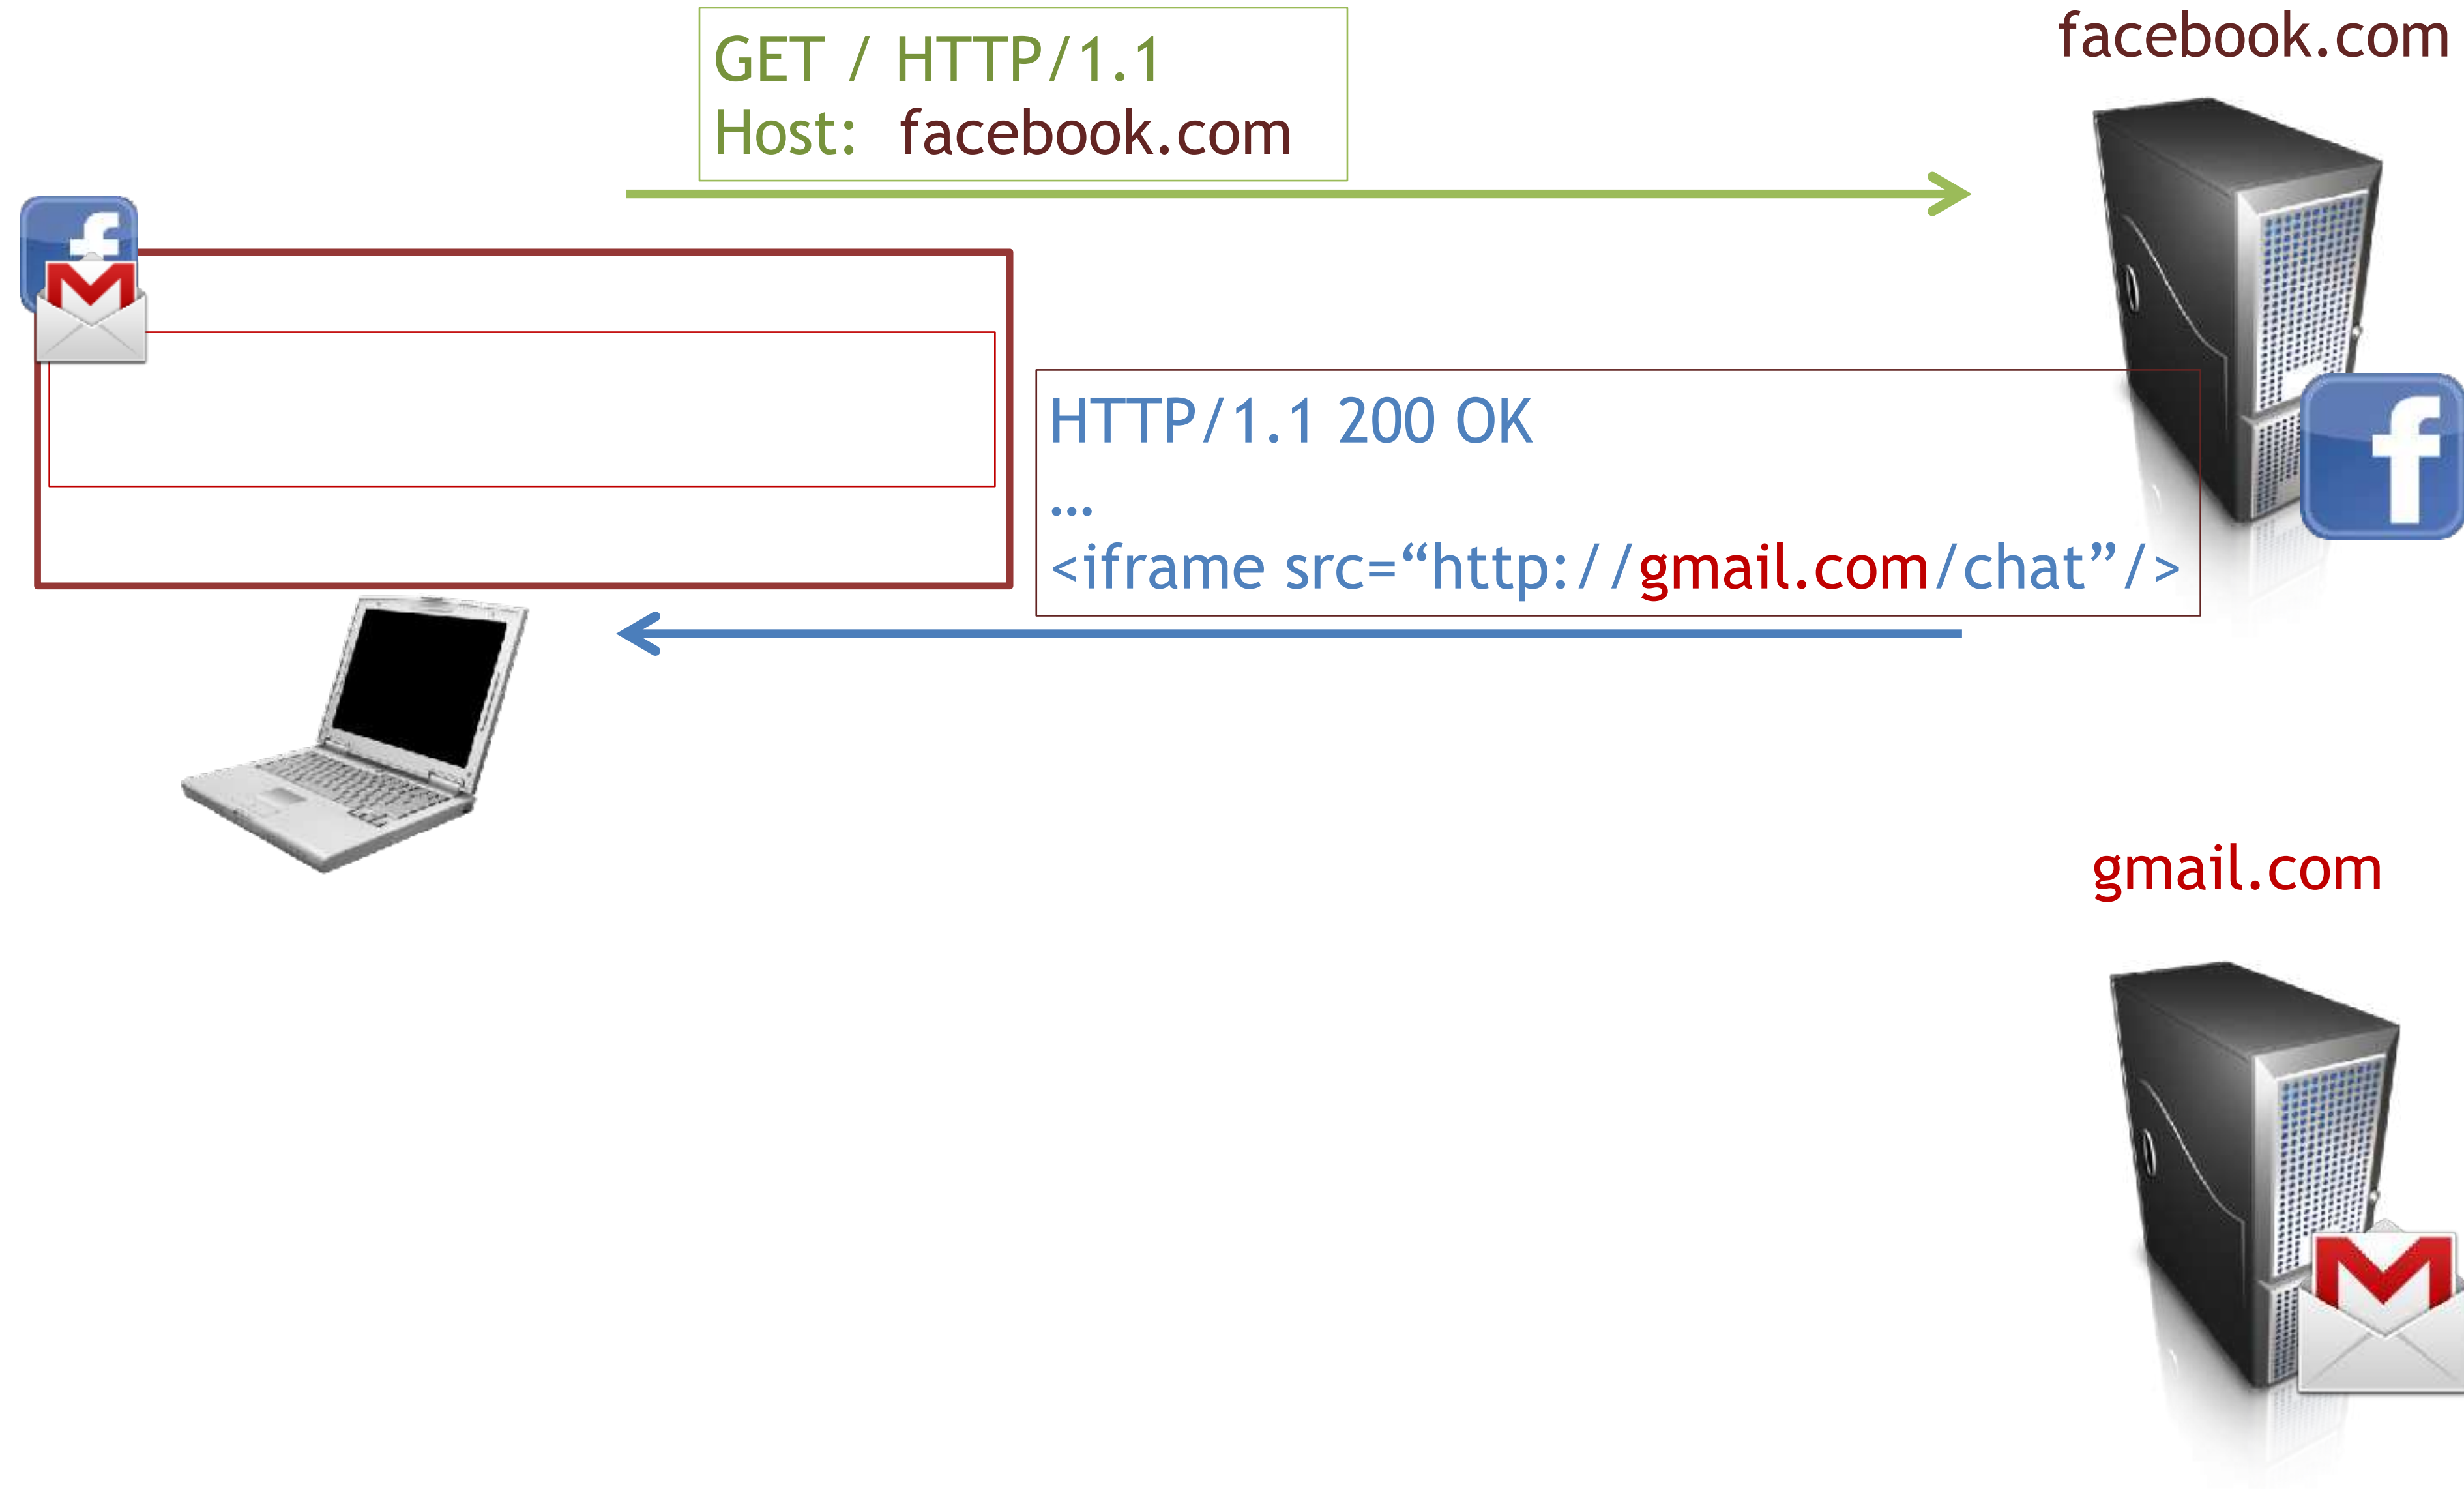 facebook.com
GET / HTTP/1.1
Host: facebook.com
HTTP/1.1 200 OK
…
<iframe src=“http://gmail.com/chat”/>
gmail.com